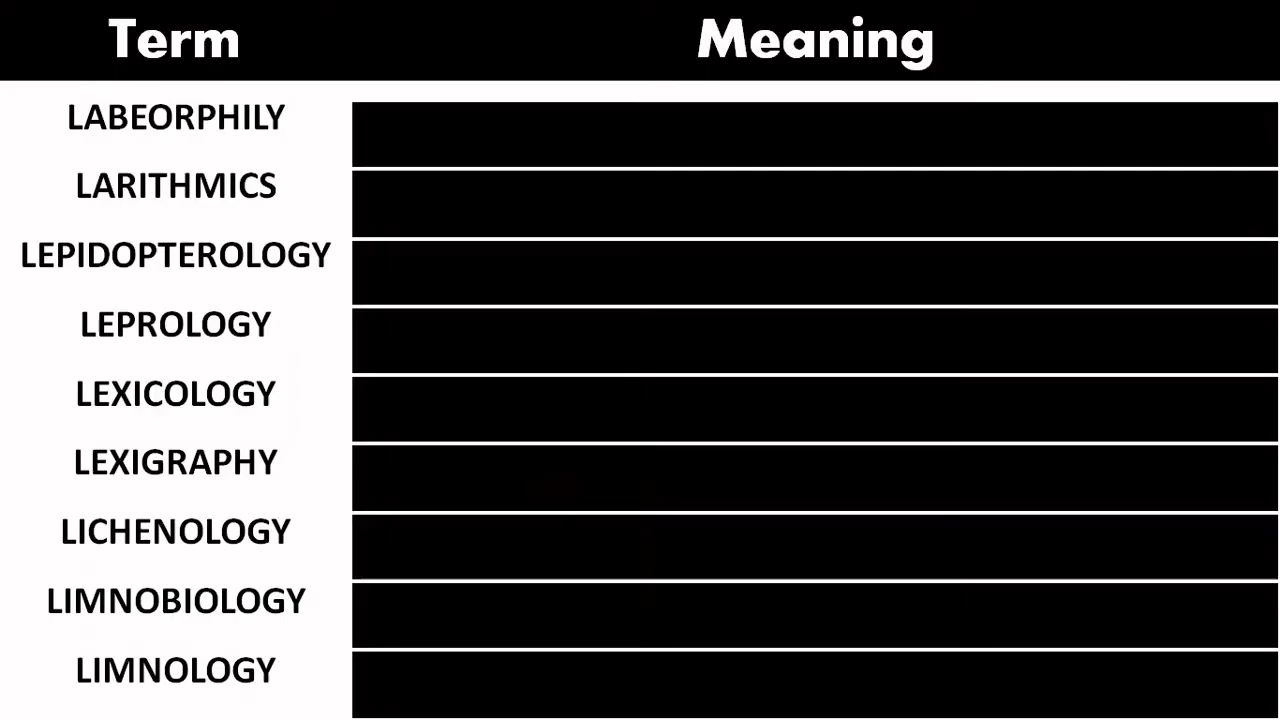 Term Meaning
LABEORPHILY
LARITHMICS
LEPIDOPTEROLOGY
LEPROLOGY
LEXICOLOGY
LEXIGRAPHY
LICHENOLOGY
LIMNOBIOLOGY
LIMNOLOGY